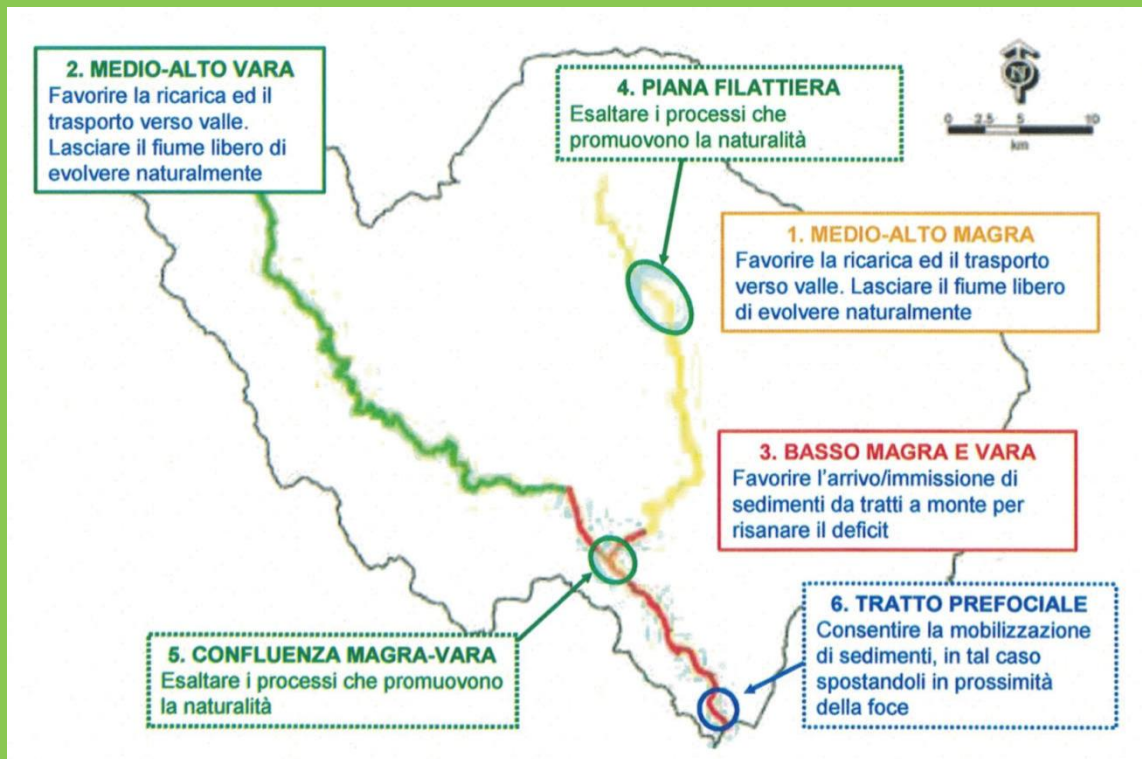 2. MEDIO-ALTO VARA
Favorire la ricarica ed il
trasporto verso valle.
Lasciare il fiume libero di
evolvere naturalmente
4. PIANA FILATTIERA
Esaltare i processi che
promuovono la naturalità
N
0 2.5 5 10
km
1. MEDIO-ALTO MAGRA
Favorire la ricarica ed il trasporto
verso valle. Lasciare il fiume libero
di evolvere naturalmente
3. BASSO MAGRA E VARA
Favorire l'arrivo/immissione di
sedimenti da tratti a monte per
risanare il deficit
6. TRATTO PREFOCIALE
Consentire la mobilizzazione
di sedimenti, in tal caso
spostandoli in prossimità
della foce
5. CONFLUENZA MAGRA-VARA
Esaltare i processi che promuovono
la naturalità